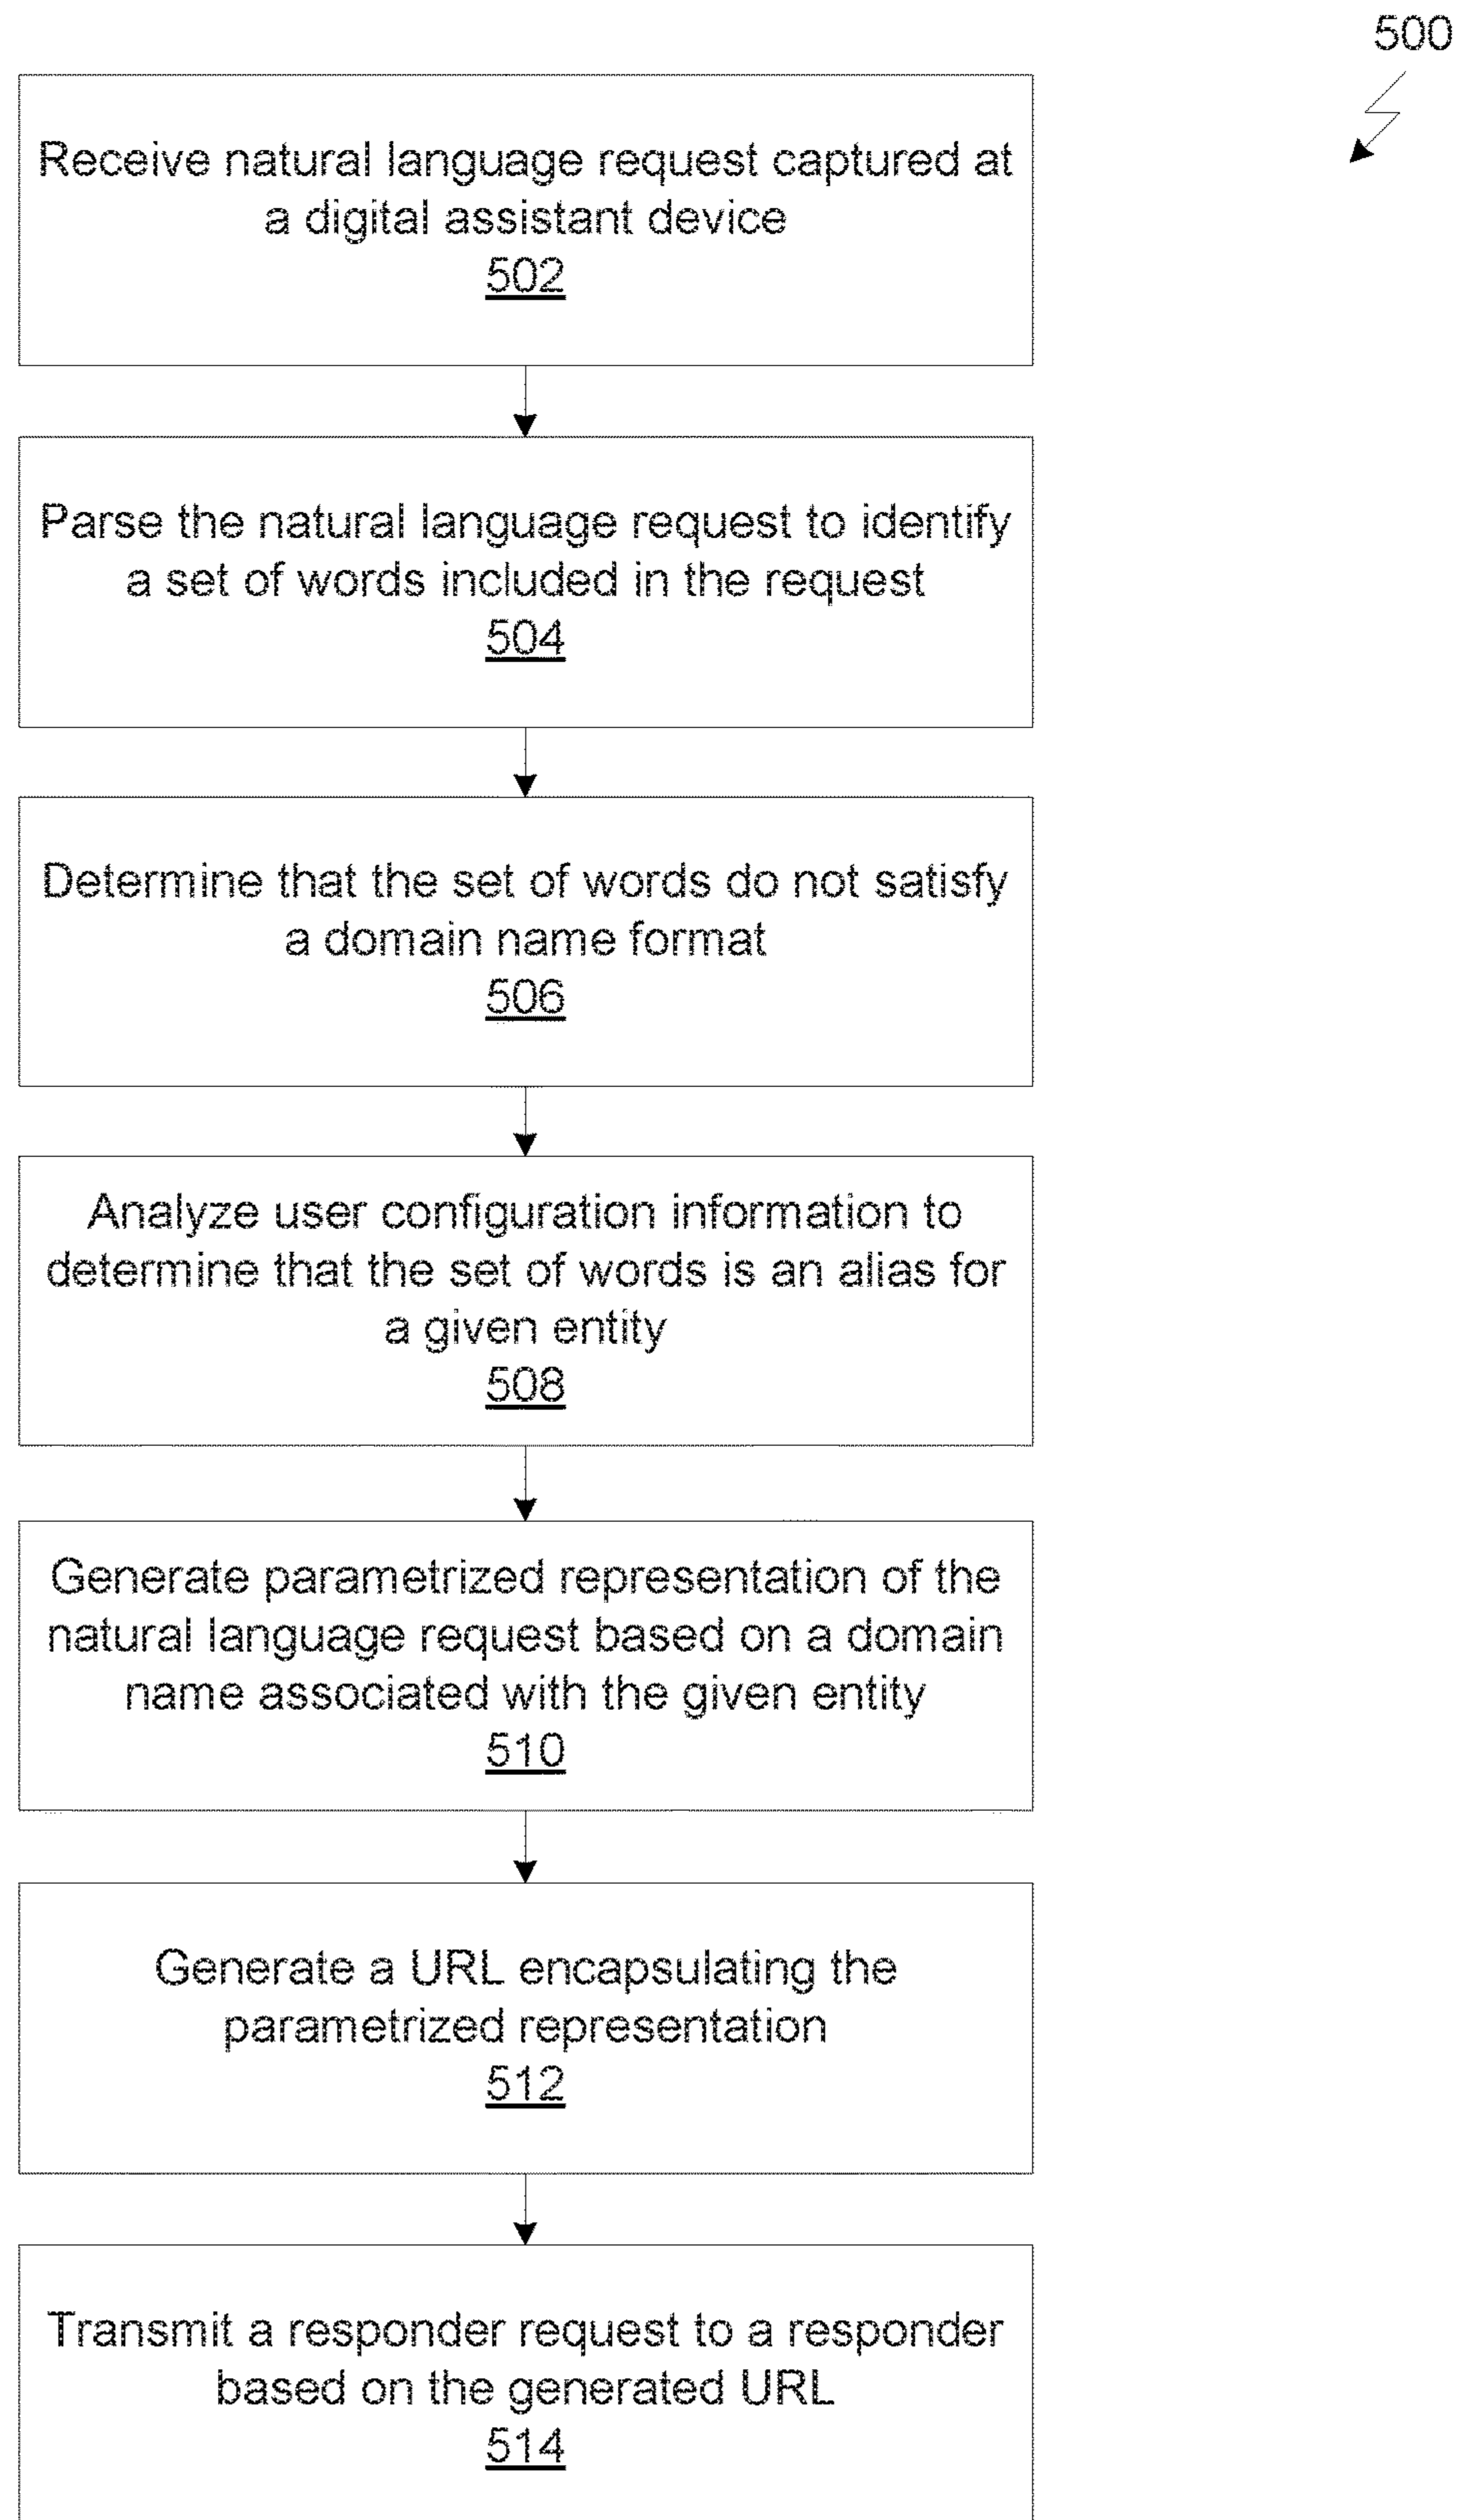 500
Receive natural language request captured at
a digital assistant device
502
Parse the natural language request to identify
a set of words included in the request
504
Determine that the set of words do not satisfy
a domain name format
506
Analyze user configuration information to
determine that the set of words is an alias for
a given entity
508
Generate parametrized representation of the
natural language request based on a domain
name associated with the given entity
510
Generate a URL encapsulating the
parametrized representation
512
Transmit a responder request to a responder
based on the generated URL
514